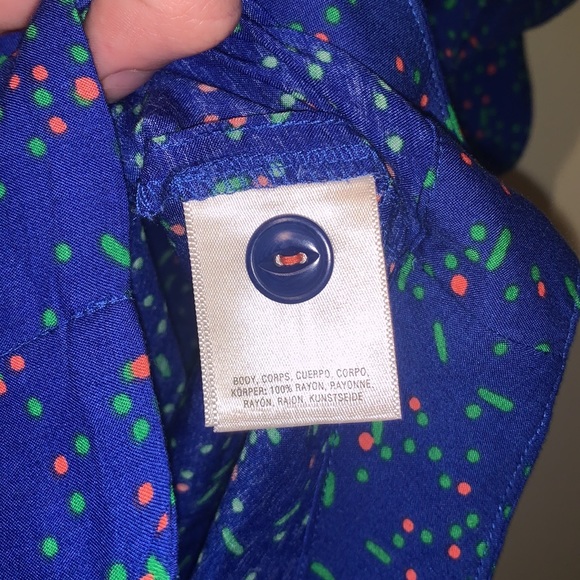 BODY, CORPS, CUERPO, CORPO,
KÖRPER: 100% RAYON, RAYONNE,
RAYÓN, RAION, KUNSTSEIDE